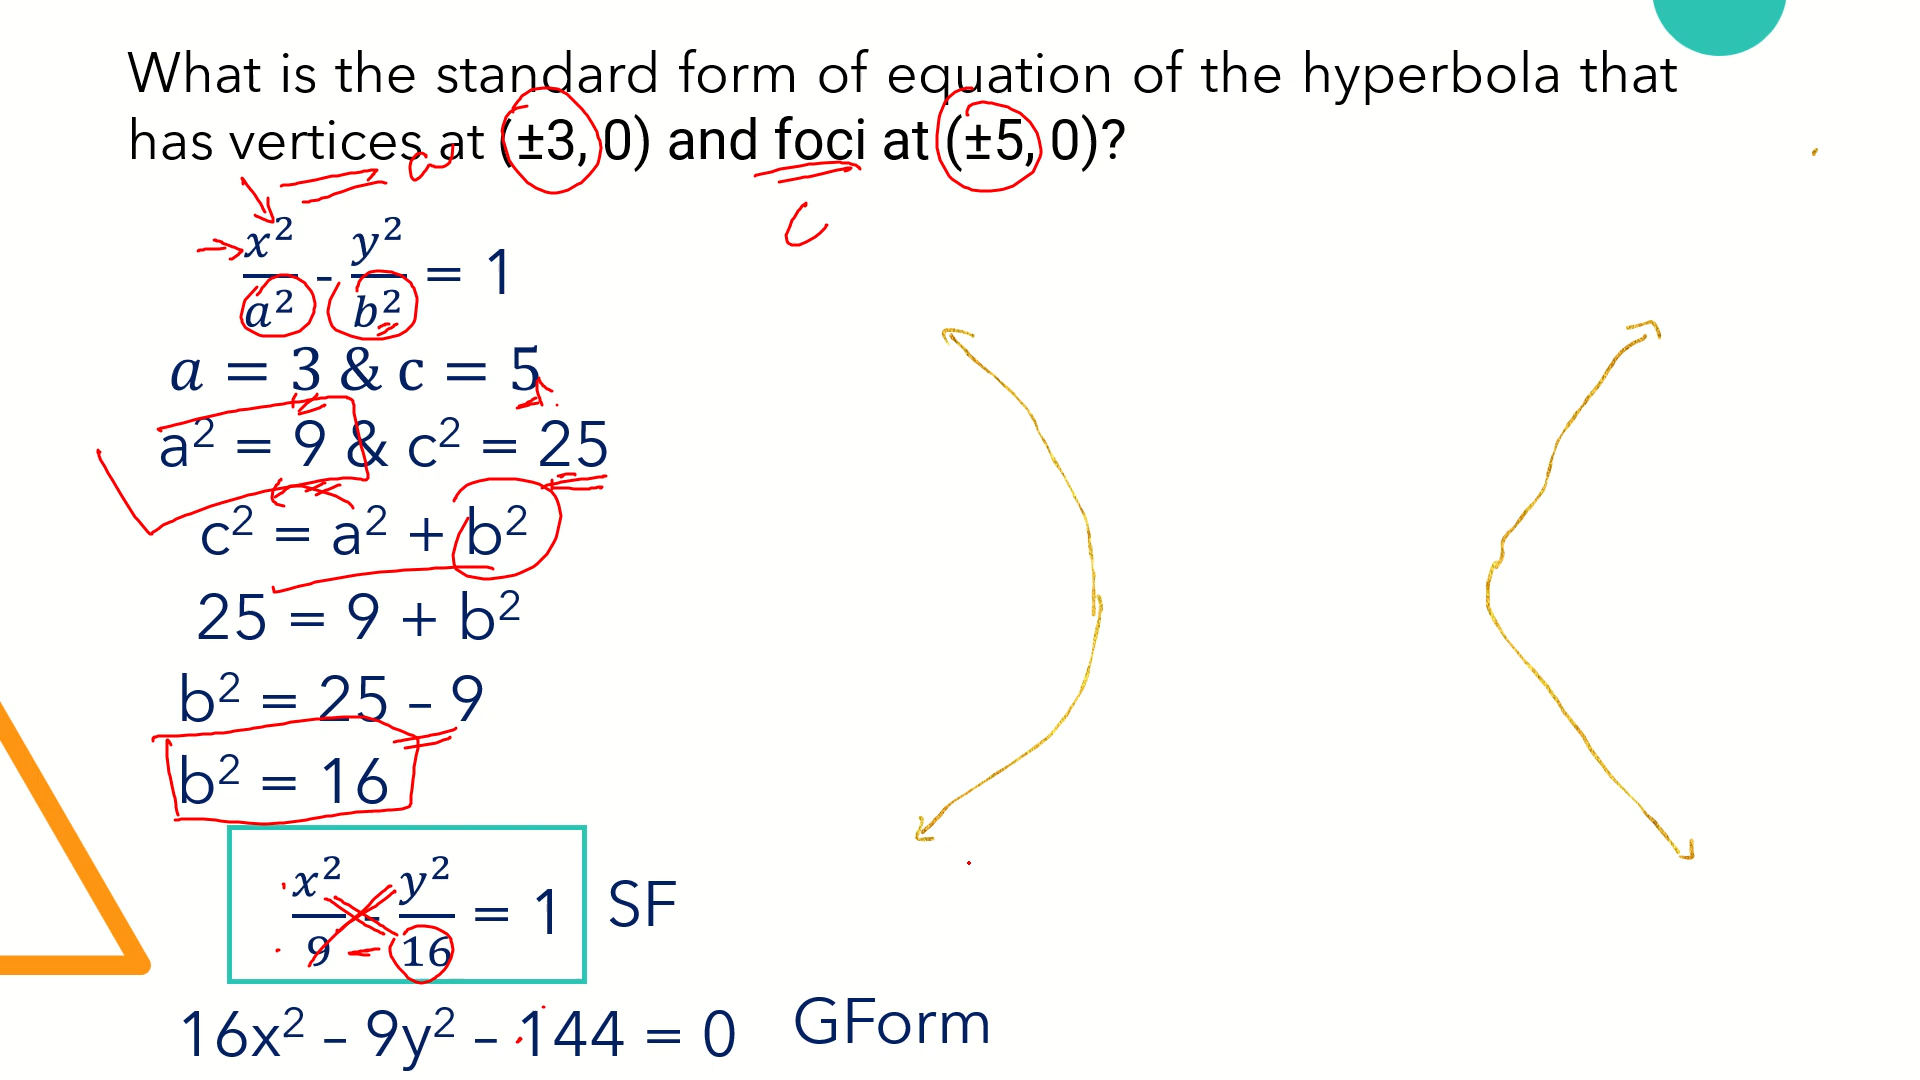 What is the standard form of equation of the hyperbola that
has vertices at (±3, 0) and foci at (±5, 0)?
a
c
x²/a² - y²/b² = 1
a = 3 & c = 5
a² = 9 & c² = 25
c² = a² + b²
25 = 9 + b²
b² = 25 – 9
b² = 16
x²/9 - y²/16 = 1 SF
16x² – 9y² – 144 = 0 GForm